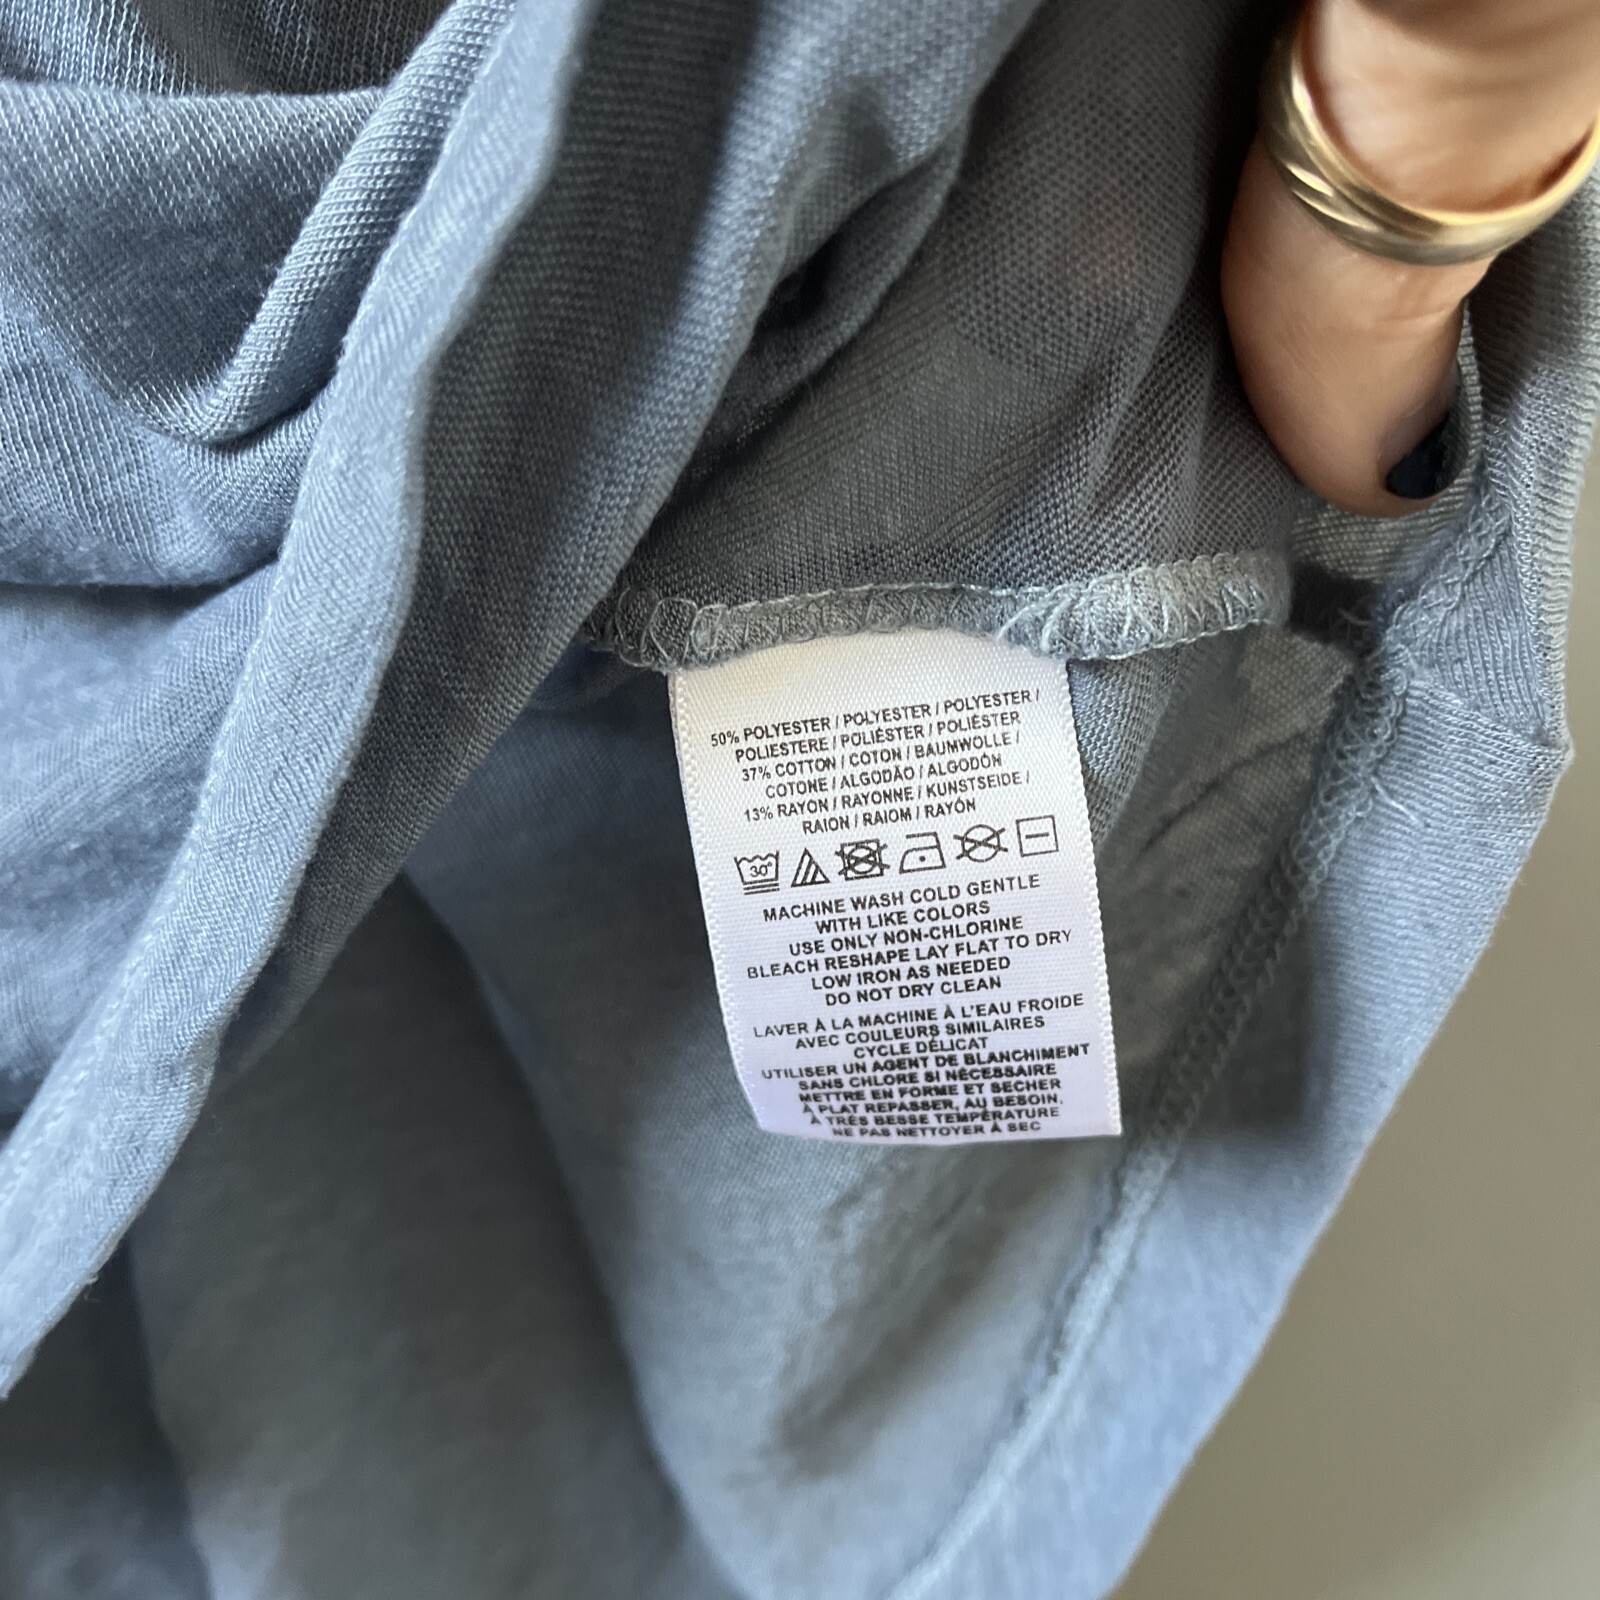 50% POLYESTER / POLYESTER / POLYESTER /
POLIESTERE / POLIÉSTER / POLIÉSTER
37% COTTON / COTON / BAUMWOLLE /
COTONE / ALGODÃO / ALGODÓN
13% RAYON / RAYONNE / KUNSTSEIDE /
RAION / RAIOM / RAYÓN
30°
MACHINE WASH COLD GENTLE
WITH LIKE COLORS
USE ONLY NON-CHLORINE
BLEACH RESHAPE LAY FLAT TO DRY
LOW IRON AS NEEDED
DO NOT DRY CLEAN
LAVER À LA MACHINE À L'EAU FROIDE
AVEC COULEURS SIMILAIRES
CYCLE DÉLICAT
UTILISER UN AGENT DE BLANCHIMENT
SANS CHLORE SI NÉCESSAIRE
METTRE EN FORME ET SECHER
À PLAT REPASSER, AU BESOIN,
À TRÈS BESSE TEMPÉRATURE
NE PAS NETTOYER À SEC